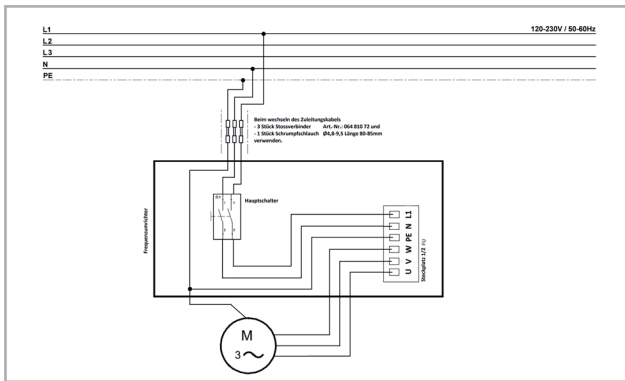 L1
120-230V / 50-60Hz
L2
L3
N
PE
Beim wechseln des Zuleitungskabels
- 3 Stück Stossverbinder Art.-Nr.: 064 810 72 und
- 1 Stück Schrumpfschlauch Ø4,8-9,5 Länge 80-85mm
verwenden.
Frequenzumrichter
Hauptschalter
L1
N
PE
W
V
U
Steckplatz 1/2 FU
M
3